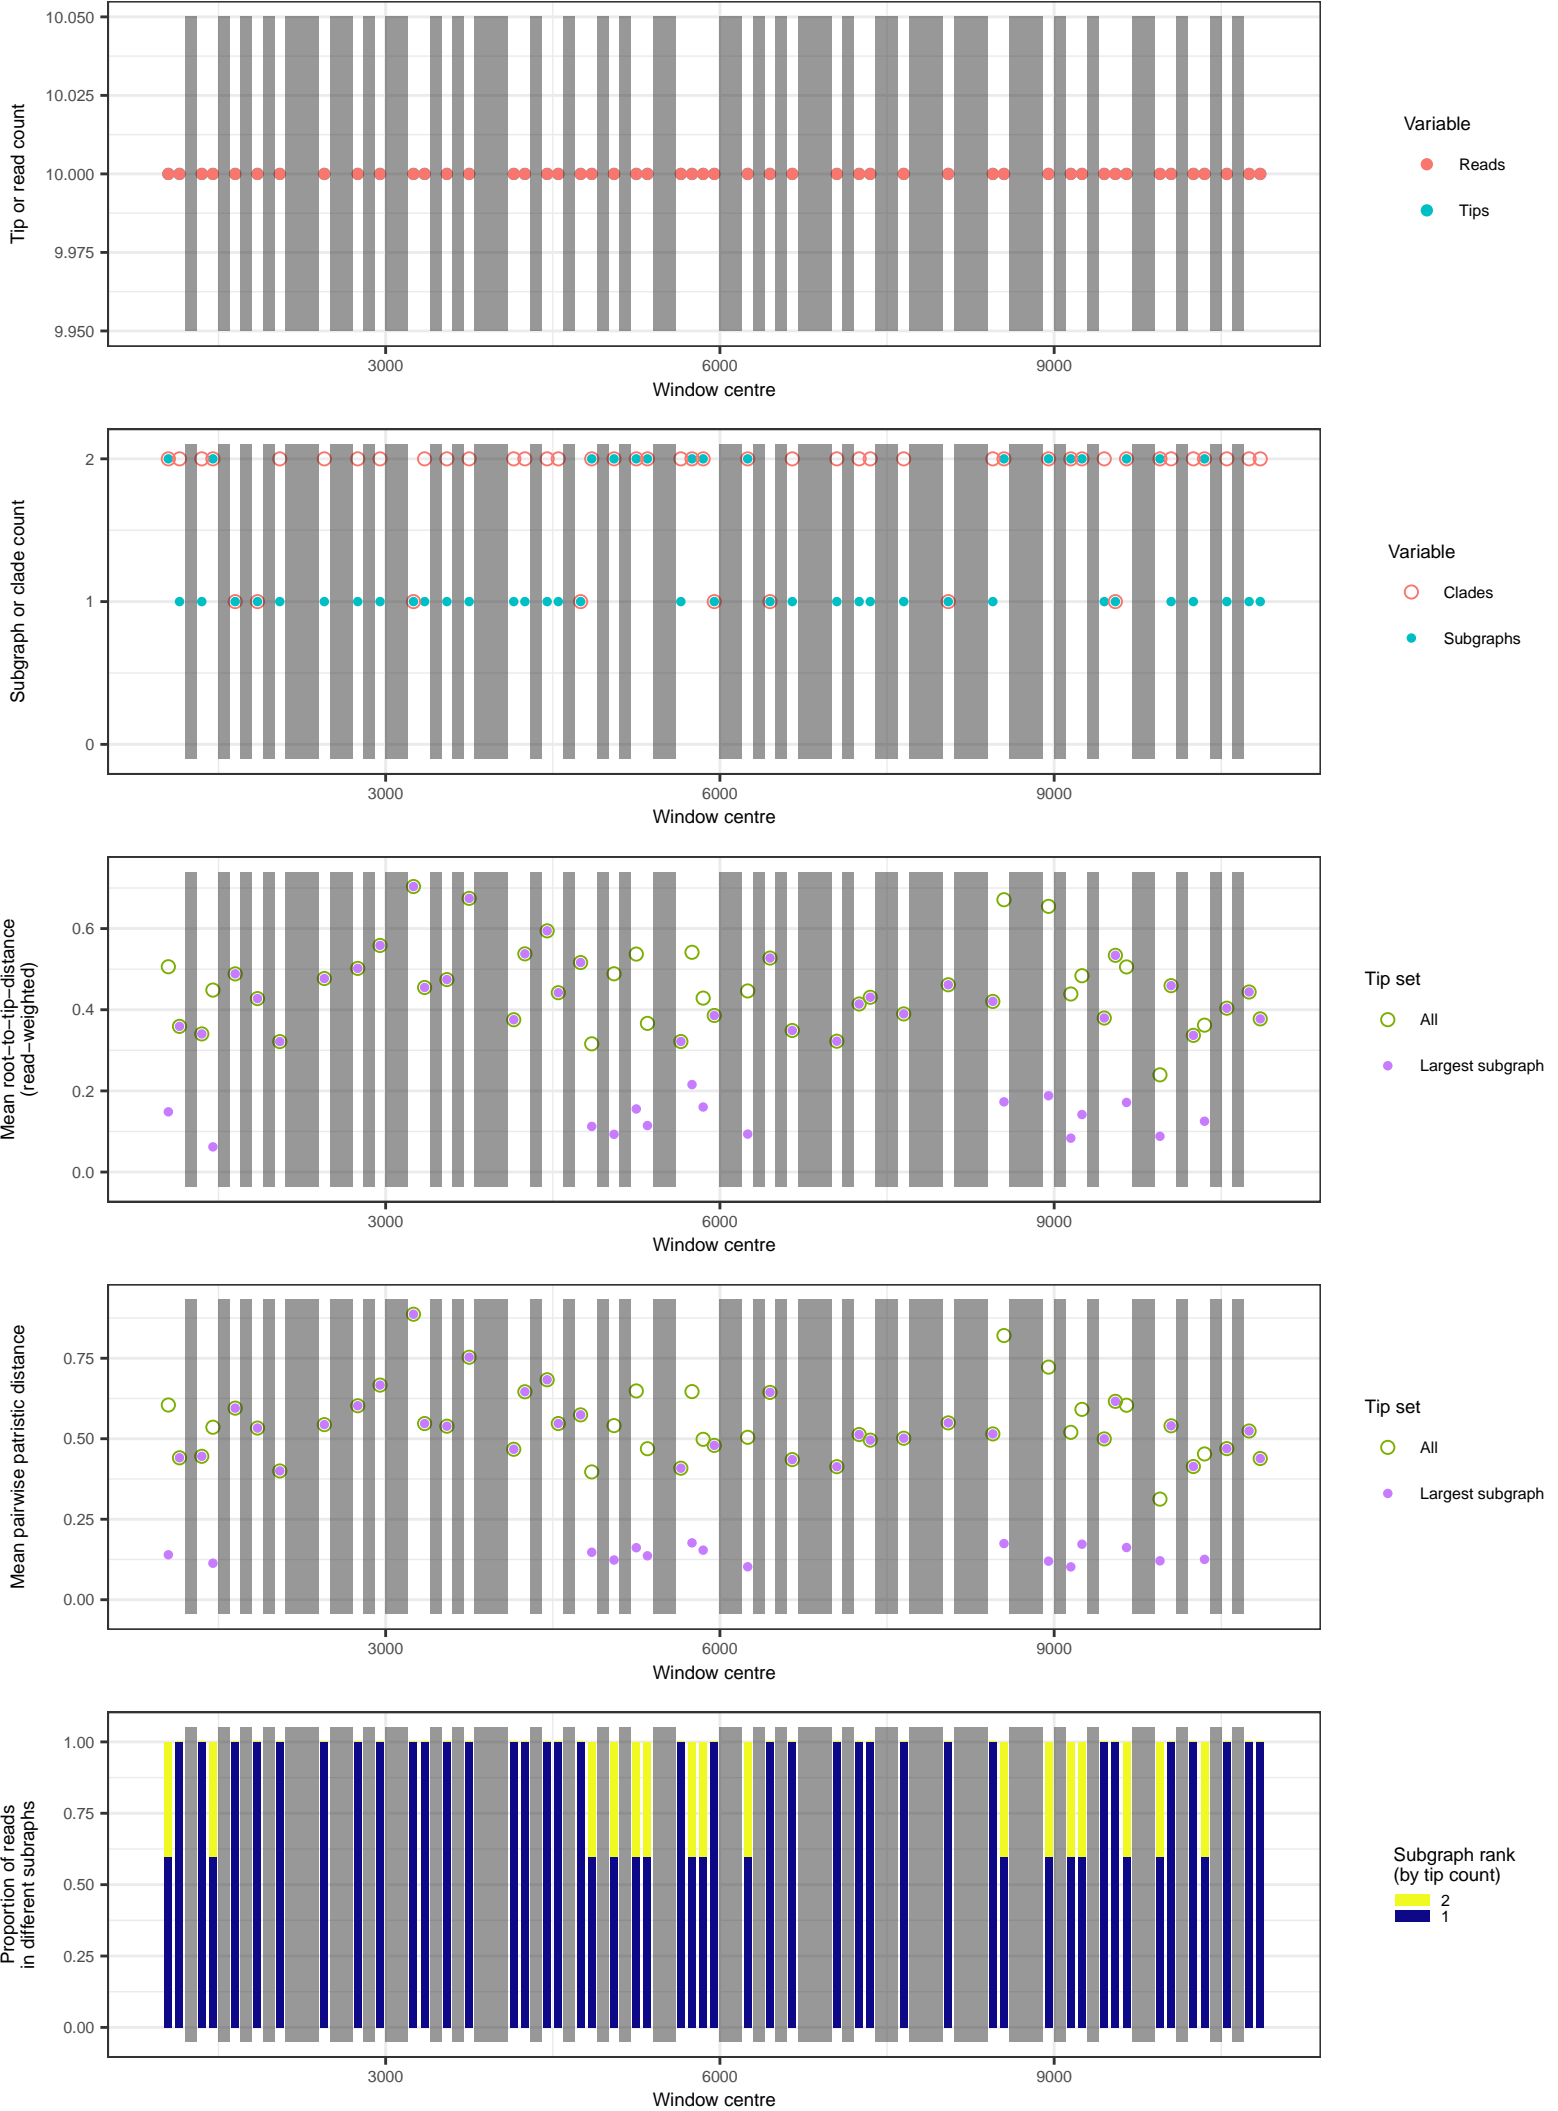 10.050
10.025
10.000
9.975
9.950
Tip or read count
3000
6000
9000
Window centre
Variable
Reads
Tips
2
1
0
Subgraph or clade count
3000
6000
9000
Window centre
Variable
Clades
Subgraphs
0.6
0.4
0.2
0.0
Mean root−to−tip−distance
(read−weighted)
3000
6000
9000
Window centre
Tip set
All
Largest subgraph
0.75
0.50
0.25
0.00
Mean pairwise patristic distance
3000
6000
9000
Window centre
Tip set
All
Largest subgraph
1.00
0.75
0.50
0.25
0.00
Proportion of reads
in different subraphs
3000
6000
9000
Window centre
Subgraph rank
(by tip count)
2
1